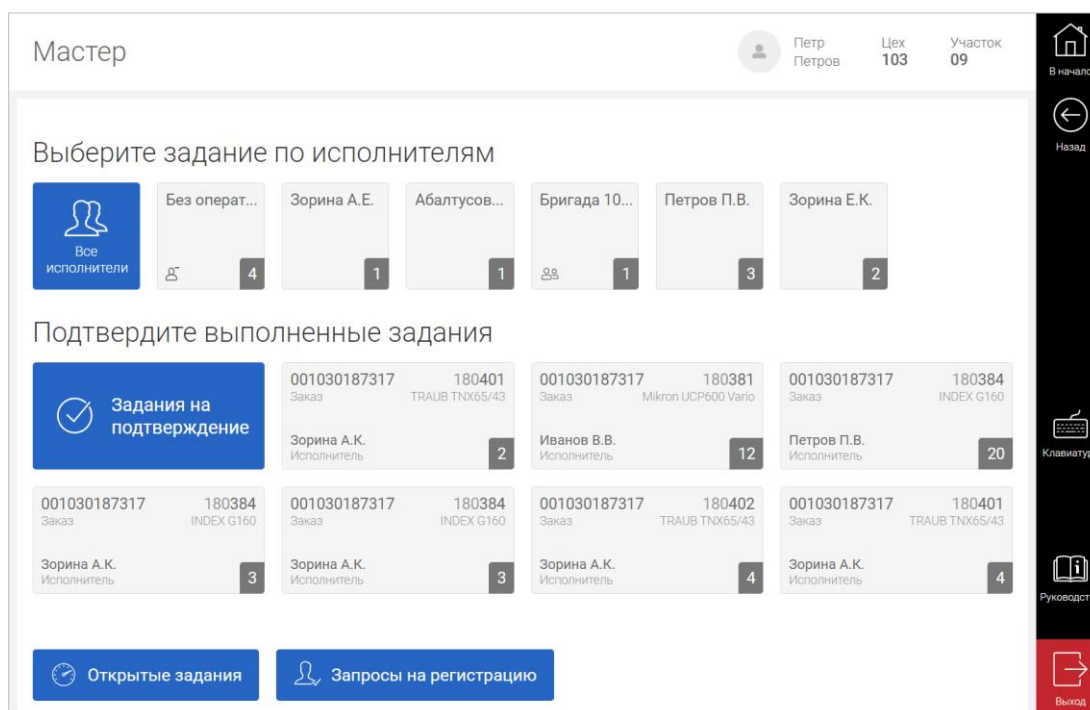 Мастер
Петр
Петров
Цех
103
Участок
09
Выберите задание по исполнителям
Все
исполнители
Без операт...
4
Зорина А.Е.
1
Абалтусов...
1
Бригада 10...
1
Петров П.В.
3
Зорина Е.К.
2
Подтвердите выполненные задания
Задания на
подтверждение
001030187317 180401
Заказ TRAUB TNX65/43
Зорина А.К.
Исполнитель 2
001030187317 180381
Заказ Mikron UCP600 Vario
Иванов В.В.
Исполнитель 12
001030187317 180384
Заказ INDEX G160
Петров П.В.
Исполнитель 20
001030187317 180384
Заказ INDEX G160
Зорина А.К.
Исполнитель 3
001030187317 180384
Заказ INDEX G160
Зорина А.К.
Исполнитель 3
001030187317 180402
Заказ TRAUB TNX65/43
Зорина А.К.
Исполнитель 4
001030187317 180401
Заказ TRAUB TNX65/43
Зорина А.К.
Исполнитель 4
Открытые задания
Запросы на регистрацию
В начало
Назад
Клавиатур
Руководст
Выход